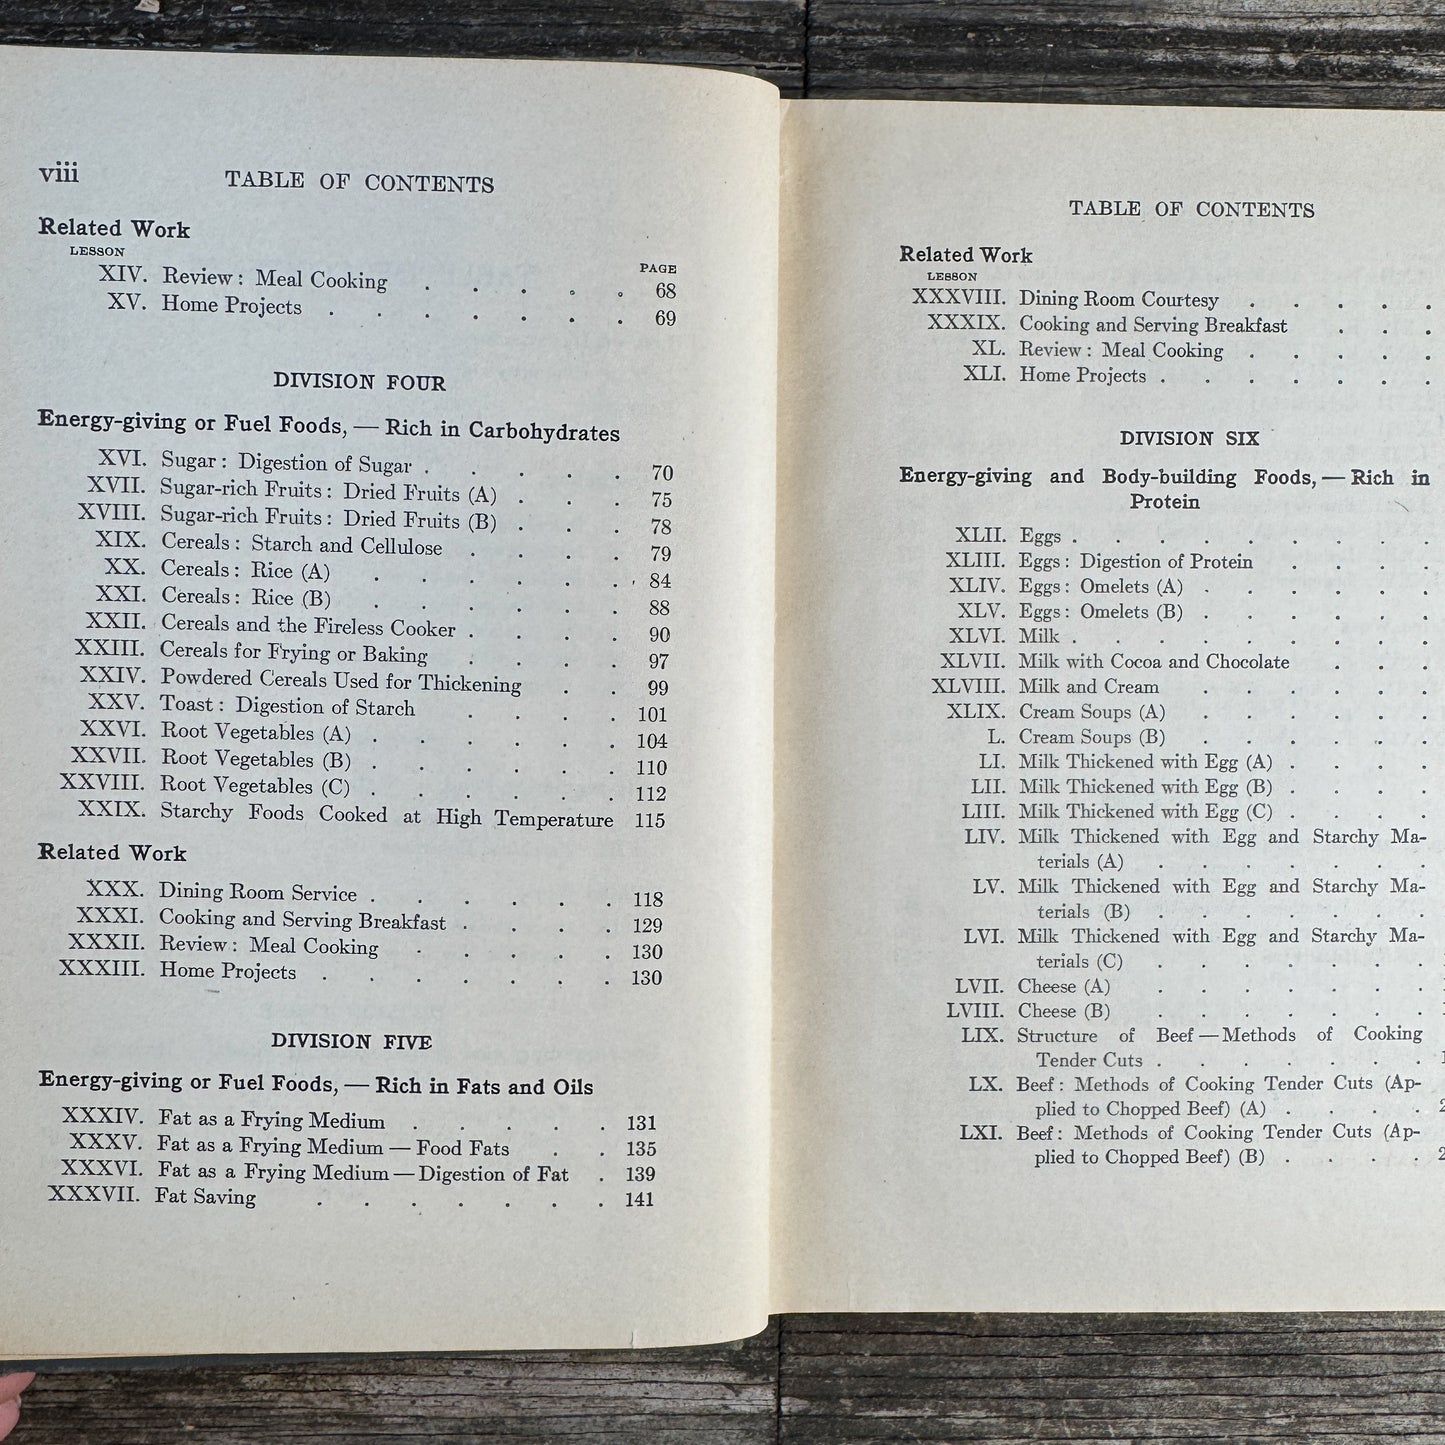 viii
TABLE OF CONTENTS
Related Work
LESSON PAGE
XIV. Review: Meal Cooking . . . . . 68
XV. Home Projects . . . . . . . 69
DIVISION FOUR
Energy-giving or Fuel Foods, — Rich in Carbohydrates
XVI. Sugar: Digestion of Sugar . . . . . 70
XVII. Sugar-rich Fruits: Dried Fruits (A) . . . 75
XVIII. Sugar-rich Fruits: Dried Fruits (B) . . . 78
XIX. Cereals: Starch and Cellulose . . . . 79
XX. Cereals: Rice (A) . . . . . . 84
XXI. Cereals: Rice (B) . . . . . . 88
XXII. Cereals and the Fireless Cooker . . . . 90
XXIII. Cereals for Frying or Baking . . . . 97
XXIV. Powdered Cereals Used for Thickening . . 99
XXV. Toast: Digestion of Starch . . . . 101
XXVI. Root Vegetables (A) . . . . . . 104
XXVII. Root Vegetables (B) . . . . . . 110
XXVIII. Root Vegetables (C) . . . . . . 112
XXIX. Starchy Foods Cooked at High Temperature 115
Related Work
XXX. Dining Room Service . . . . . . 118
XXXI. Cooking and Serving Breakfast . . . . 129
XXXII. Review: Meal Cooking . . . . . 130
XXXIII. Home Projects . . . . . . . 130
DIVISION FIVE
Energy-giving or Fuel Foods, — Rich in Fats and Oils
XXXIV. Fat as a Frying Medium . . . . . 131
XXXV. Fat as a Frying Medium — Food Fats . . 135
XXXVI. Fat as a Frying Medium — Digestion of Fat . 139
XXXVII. Fat Saving . . . . . . . 141
TABLE OF CONTENTS
Related Work
LESSON
XXXVIII. Dining Room Courtesy . . . . .
XXXIX. Cooking and Serving Breakfast . . .
XL. Review: Meal Cooking . . . . .
XLI. Home Projects . . . . . . .
DIVISION SIX
Energy-giving and Body-building Foods, — Rich in
Protein
XLII. Eggs . . . . . . . . .
XLIII. Eggs: Digestion of Protein . . . .
XLIV. Eggs: Omelets (A) . . . . . .
XLV. Eggs: Omelets (B) . . . . . .
XLVI. Milk . . . . . . . . .
XLVII. Milk with Cocoa and Chocolate . . .
XLVIII. Milk and Cream . . . . . .
XLIX. Cream Soups (A) . . . . . .
L. Cream Soups (B) . . . . . .
LI. Milk Thickened with Egg (A) . . . .
LII. Milk Thickened with Egg (B) . . . .
LIII. Milk Thickened with Egg (C) . . . .
LIV. Milk Thickened with Egg and Starchy Ma-
terials (A) . . . . . . .
LV. Milk Thickened with Egg and Starchy Ma-
terials (B) . . . . . . .
LVI. Milk Thickened with Egg and Starchy Ma-
terials (C) . . . . . . .
LVII. Cheese (A) . . . . . . .
LVIII. Cheese (B) . . . . . . .
LIX. Structure of Beef — Methods of Cooking
Tender Cuts . . . . . . .
LX. Beef: Methods of Cooking Tender Cuts (Ap-
plied to Chopped Beef) (A) . . . .
LXI. Beef: Methods of Cooking Tender Cuts (Ap-
plied to Chopped Beef) (B) . . . .